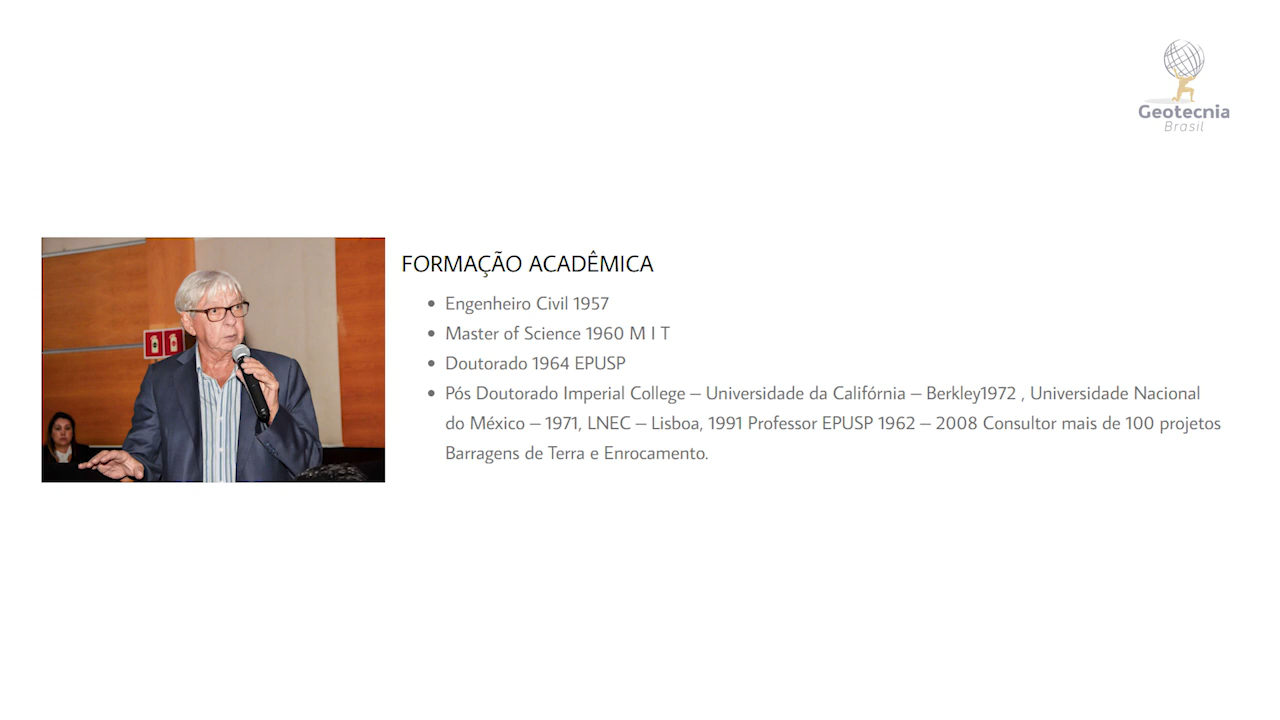 Geotecnia
Brasil
FORMAÇÃO ACADÊMICA
• Engenheiro Civil 1957
• Master of Science 1960 M I T
• Doutorado 1964 EPUSP
• Pós Doutorado Imperial College – Universidade da Califórnia – Berkley1972 , Universidade Nacional
do México – 1971, LNEC – Lisboa, 1991 Professor EPUSP 1962 – 2008 Consultor mais de 100 projetos
Barragens de Terra e Enrocamento.